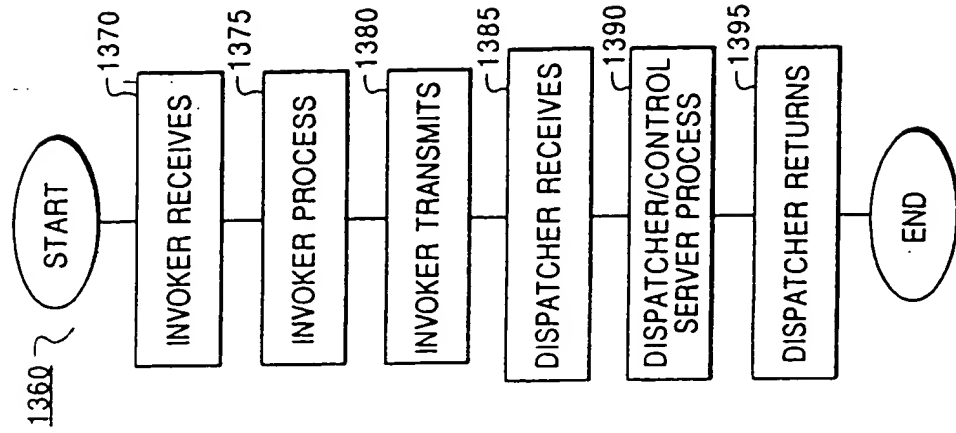 1360
START
1370
INVOKER RECEIVES
1375
INVOKER PROCESS
1380
INVOKER TRANSMITS
1385
DISPATCHER RECEIVES
1390
DISPATCHER/CONTROL
SERVER PROCESS
1395
DISPATCHER RETURNS
END